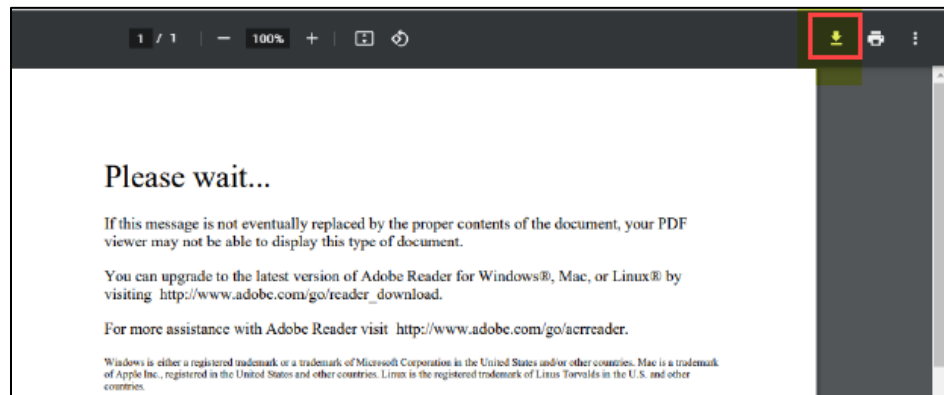 1 / 1 | − 100% + |
Please wait...
If this message is not eventually replaced by the proper contents of the document, your PDF
viewer may not be able to display this type of document.
You can upgrade to the latest version of Adobe Reader for Windows®, Mac, or Linux® by
visiting http://www.adobe.com/go/reader_download.
For more assistance with Adobe Reader visit http://www.adobe.com/go/acrreader.
Windows is either a registered trademark or a trademark of Microsoft Corporation in the United States and/or other countries. Mac is a trademark
of Apple Inc., registered in the United States and other countries. Linux is the registered trademark of Linus Torvalds in the U.S. and other
countries.